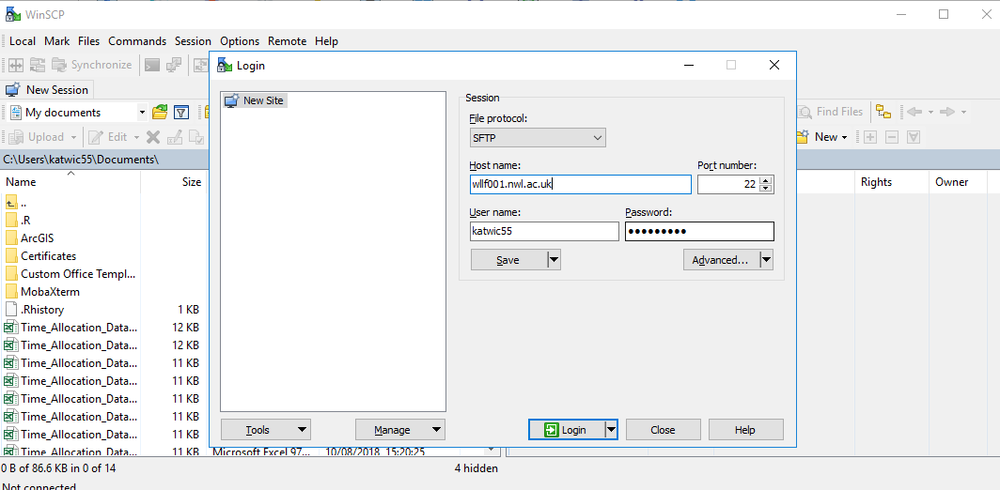 WinSCP
Local Mark Files Commands Session Options Remote Help
Synchronize
New Session
My documents
Find Files
Upload Edit
New
C:\Users\katwic55\Documents\
Name Size
Rights Owner
..
.R
ArcGIS
Certificates
Custom Office Templ...
MobaXterm
.Rhistory 1 KB
Time_Allocation_Data... 12 KB
Time_Allocation_Data... 12 KB
Time_Allocation_Data... 11 KB
Time_Allocation_Data... 11 KB
Time_Allocation_Data... 11 KB
Time_Allocation_Data... 11 KB
Time_Allocation_Data... 11 KB
Time_Allocation_Data... 11 KB Microsoft Excel 97... 10/08/2018 15:20:25
0 B of 86.6 KB in 0 of 14
4 hidden
Not connected.
Login
New Site
Session
File protocol:
SFTP
Host name: Port number:
wllf001.nwl.ac.uk 22
User name: Password:
katwic55 ●●●●●●●●●
Save Advanced...
Tools Manage Login Close Help